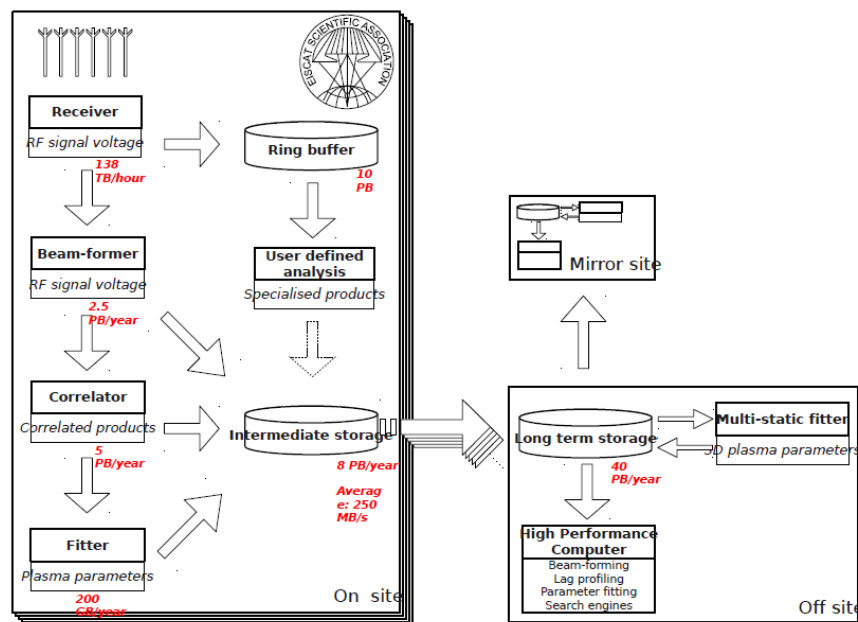 EISCAT SCIENTIFIC ASSOCIATION
Receiver
RF signal voltage
138
TB/hour
Ring buffer
10
PB
Beam-former
RF signal voltage
2.5
PB/year
User defined
analysis
Specialised products
Correlator
Correlated products
5
PB/year
Intermediate storage
8 PB/year
Averag
e: 250
MB/s
Fitter
Plasma parameters
200
GB/year
On site
Mirror site
Long term storage
40
PB/year
Multi-static fitter
3D plasma parameters
High Performance
Computer
Beam-forming
Lag profiling
Parameter fitting
Search engines
Off site